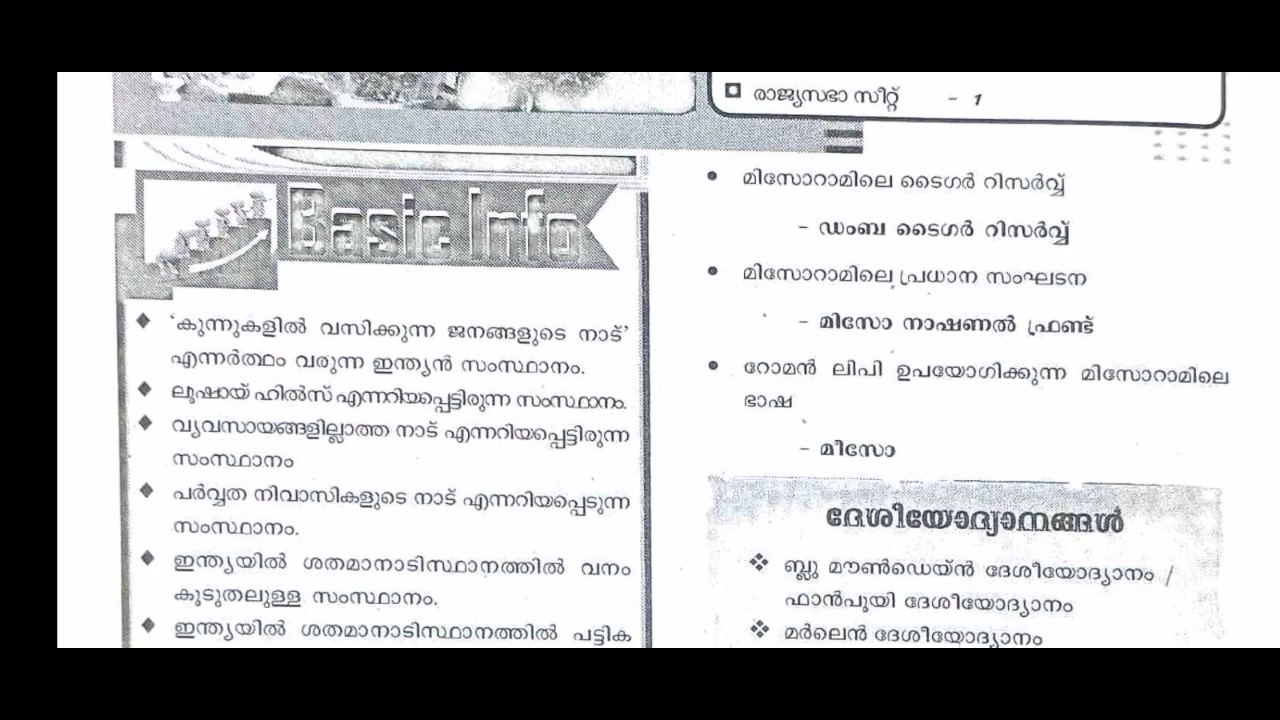 രാജ്യസഭാ സീറ്റ് - 1
Basic Info
'കുന്നുകളിൽ വസിക്കുന്ന ജനങ്ങളുടെ നാട്'
എന്നർത്ഥം വരുന്ന ഇന്ത്യൻ സംസ്ഥാനം.
ലൂഷായ് ഹിൽസ് എന്നറിയപ്പെട്ടിരുന്ന സംസ്ഥാനം.
വ്യവസായങ്ങളില്ലാത്ത നാട് എന്നറിയപ്പെട്ടിരുന്ന
സംസ്ഥാനം
പർവ്വത നിവാസികളുടെ നാട് എന്നറിയപ്പെടുന്ന
സംസ്ഥാനം.
ഇന്ത്യയിൽ ശതമാനാടിസ്ഥാനത്തിൽ വനം
കൂടുതലുള്ള സംസ്ഥാനം.
ഇന്ത്യയിൽ ശതമാനാടിസ്ഥാനത്തിൽ പട്ടിക
മിസോറാമിലെ ടൈഗർ റിസർവ്വ്
- ഡംബ ടൈഗർ റിസർവ്വ്
മിസോറാമിലെ പ്രധാന സംഘടന
- മിസോ നാഷണൽ ഫ്രണ്ട്
റോമൻ ലിപി ഉപയോഗിക്കുന്ന മിസോറാമിലെ
ഭാഷ
- മീസോ
ദേശീയോദ്യാനങ്ങൾ
ബ്ലു മൗൺഡെയ്ൻ ദേശീയോദ്യാനം /
ഫാൻപൂയി ദേശീയോദ്യാനം
മർലെൻ ദേശീയോദ്യാനം